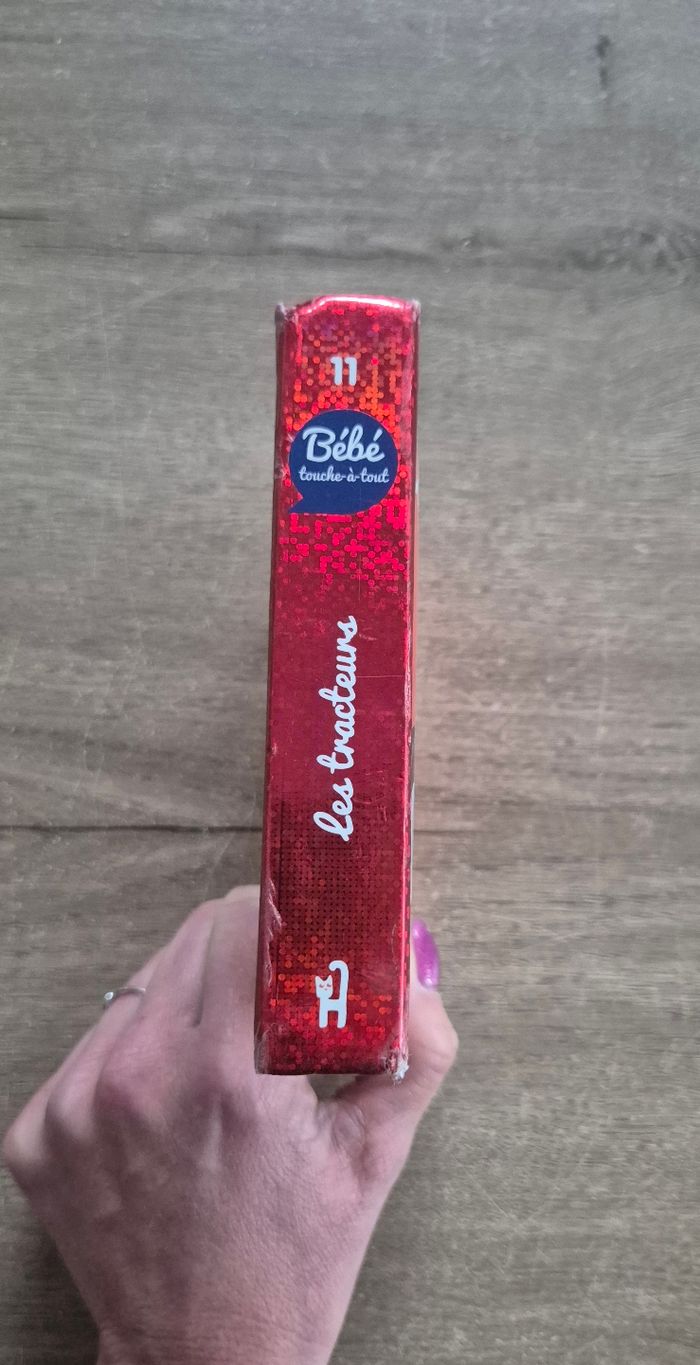 11
Bébé
touche-à-tout
les tracteurs